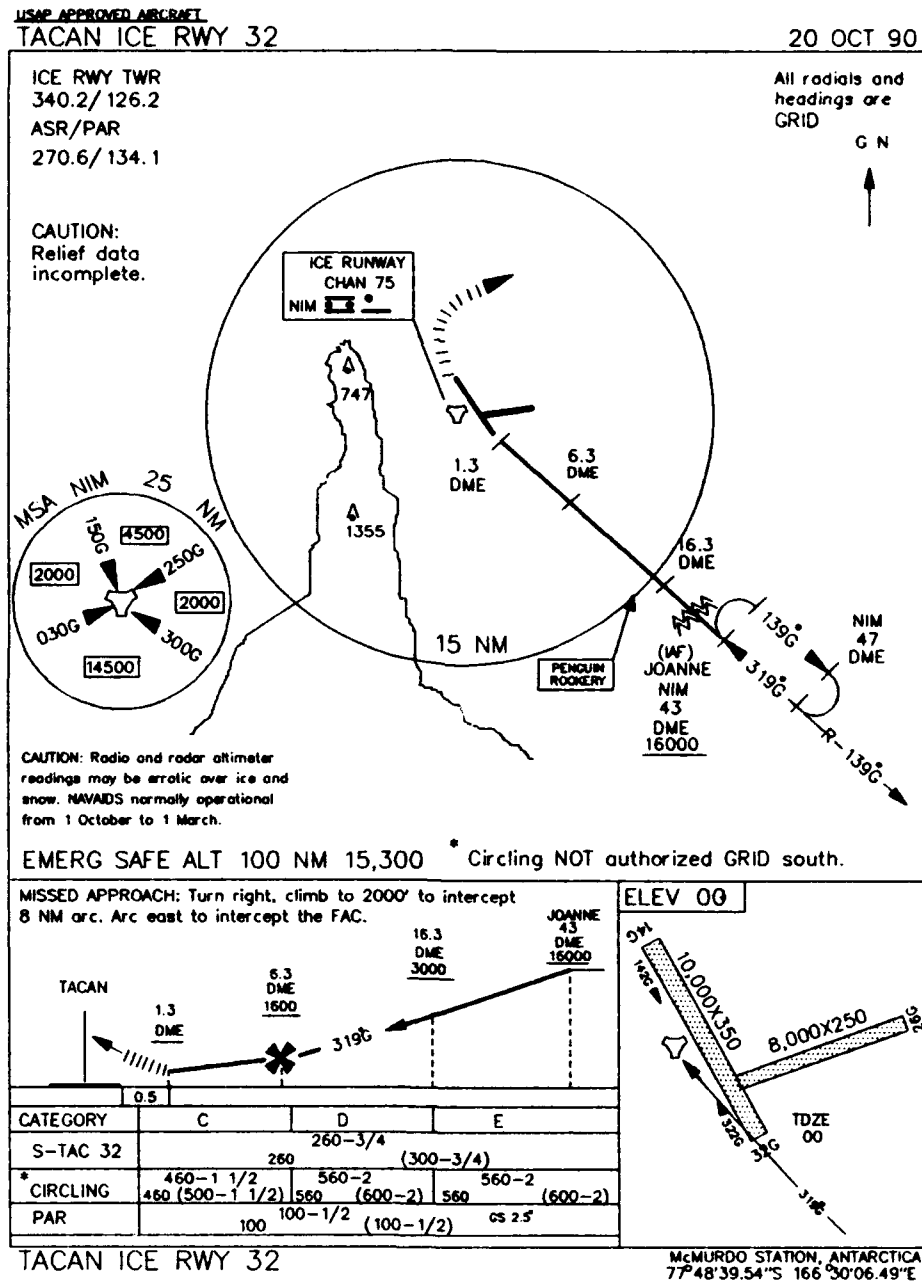 USAP APPROVED AIRCRAFT
TACAN ICE RWY 32
20 OCT 90
ICE RWY TWR
340.2/126.2
ASR/PAR
270.6/134.1
All radials and
headings are
GRID
G N
CAUTION:
Relief data
incomplete.
ICE RUNWAY
CHAN 75
NIM
747
1355
1.3
DME
6.3
DME
16.3
DME
MSA NIM 25 NM
150G
4500
250G
2000
2000
030G
300G
14500
15 NM
PENGUIN
ROOKERY
(IAF)
JOANNE
NIM
43
DME
16000
139G°
319G°
NIM
47
DME
R-139G°
CAUTION: Radio and radar altimeter
readings may be erratic over ice and
snow. NAVAIDS normally operational
from 1 October to 1 March.
EMERG SAFE ALT 100 NM 15,300
* Circling NOT authorized GRID south.
MISSED APPROACH: Turn right, climb to 2000' to intercept
8 NM arc. Arc east to intercept the FAC.
TACAN
1.3
DME
6.3
DME
1600
319G°
16.3
DME
3000
JOANNE
43
DME
16000
0.5
ELEV 00
14G
142G
10,000X350
8,000X250
26G
322G
32G
TDZE
00
319G°
CATEGORY C D E
S-TAC 32 260-3/4
260 (300-3/4)
*CIRCLING 460-1 1/2 560-2 560-2
460 (500-1 1/2) 560 (600-2) 560 (600-2)
PAR 100-1/2 GS 2.5°
100 (100-1/2)
TACAN ICE RWY 32
McMURDO STATION, ANTARCTICA
77°48'39.54"S 166°30'06.49"E